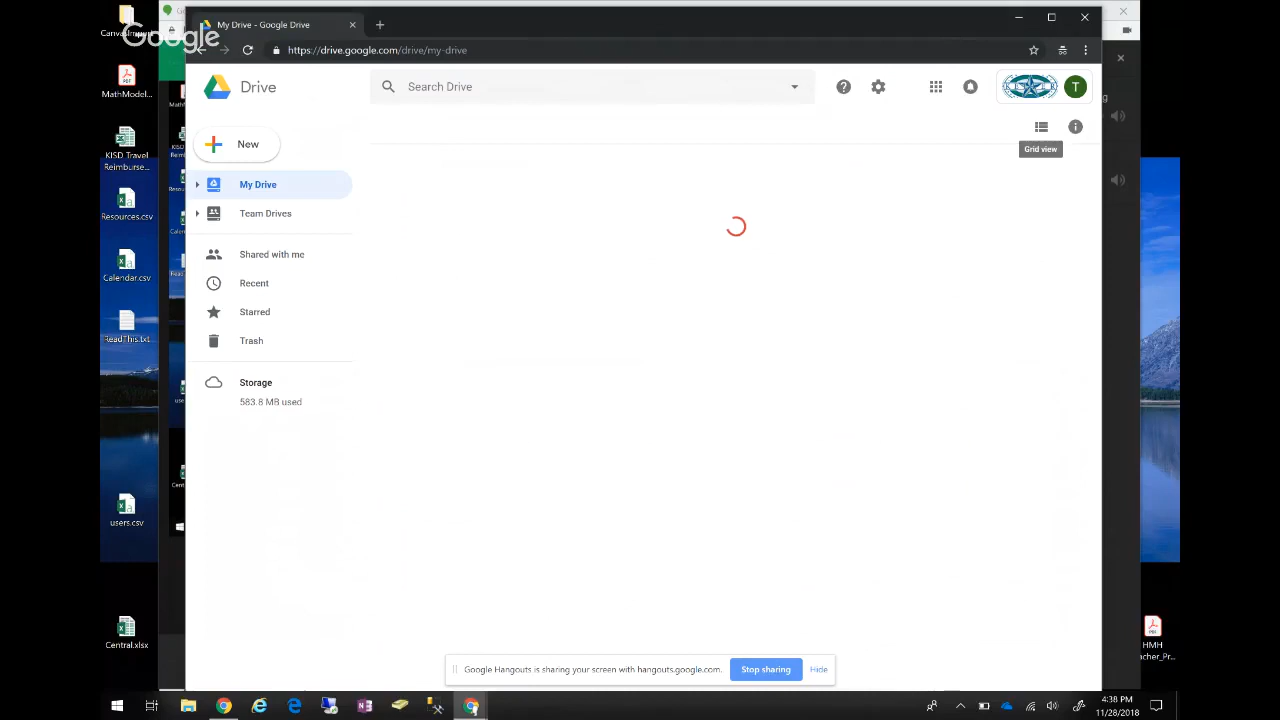 My Drive - Google Drive
Google
https://drive.google.com/drive/my-drive
Drive
Search Drive
T
New
Grid view
My Drive
Team Drives
Shared with me
Recent
Starred
Trash
Storage
583.8 MB used
MathModel...
KISD Travel
Reimburse...
Resources.csv
Calendar.csv
ReadThis.txt
users.csv
Central.xlsx
HMH
Google Hangouts is sharing your screen with hangouts.google.com.
Stop sharing
Hide
4:38 PM
11/28/2018